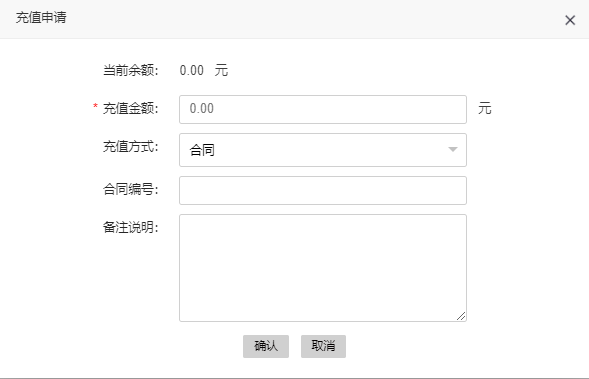 充值申请
当前余额: 0.00 元
* 充值金额: 0.00 元
充值方式: 合同
合同编号:
备注说明:
确认 取消